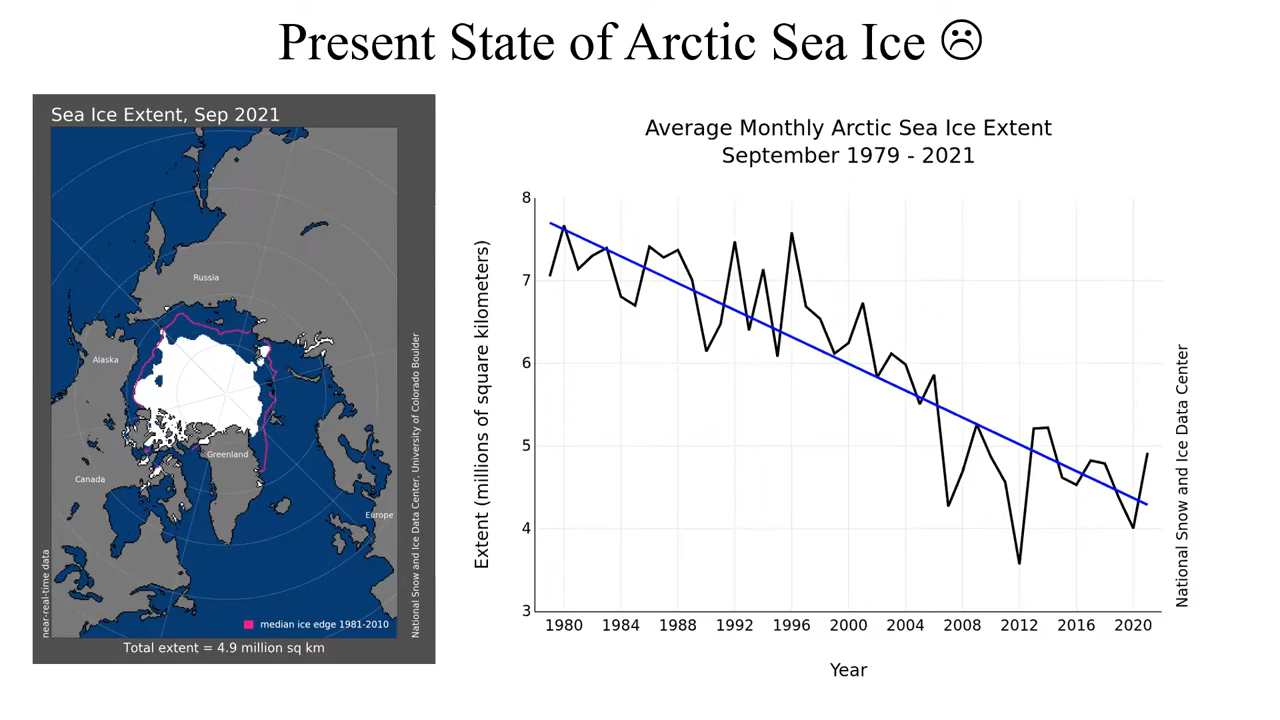 Present State of Arctic Sea Ice ☹
Sea Ice Extent, Sep 2021
Russia
Alaska
Greenland
Canada
Europe
near-real-time data
National Snow and Ice Data Center, University of Colorado Boulder
median ice edge 1981-2010
Total extent = 4.9 million sq km
Average Monthly Arctic Sea Ice Extent
September 1979 - 2021
Extent (millions of square kilometers)
8
7
6
5
4
3
1980 1984 1988 1992 1996 2000 2004 2008 2012 2016 2020
Year
National Snow and Ice Data Center